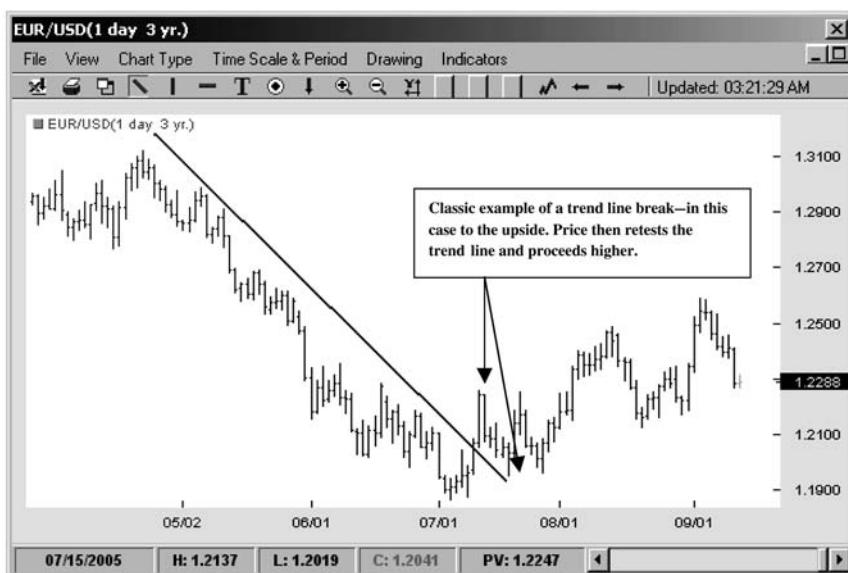 EUR/USD(1 day 3 yr.)
File View Chart Type Time Scale & Period Drawing Indicators
T Updated: 03:21:29 AM
EUR/USD(1 day 3 yr.)
1.3100
Classic example of a trend line break—in this
case to the upside. Price then retests the
trend line and proceeds higher.
1.2900
1.2700
1.2500
1.2288
1.2100
1.1900
05/02 06/01 07/01 08/01 09/01
07/15/2005 H: 1.2137 L: 1.2019 C: 1.2041 PV: 1.2247